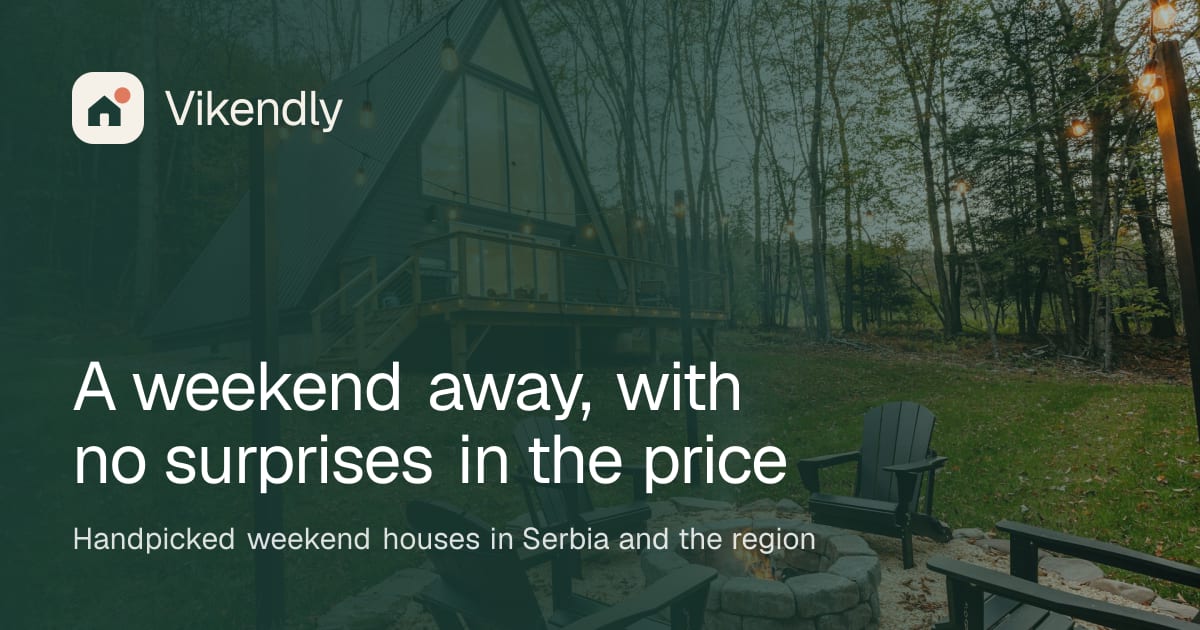 Vikendly
A weekend away, with
no surprises in the price
Handpicked weekend houses in Serbia and the region